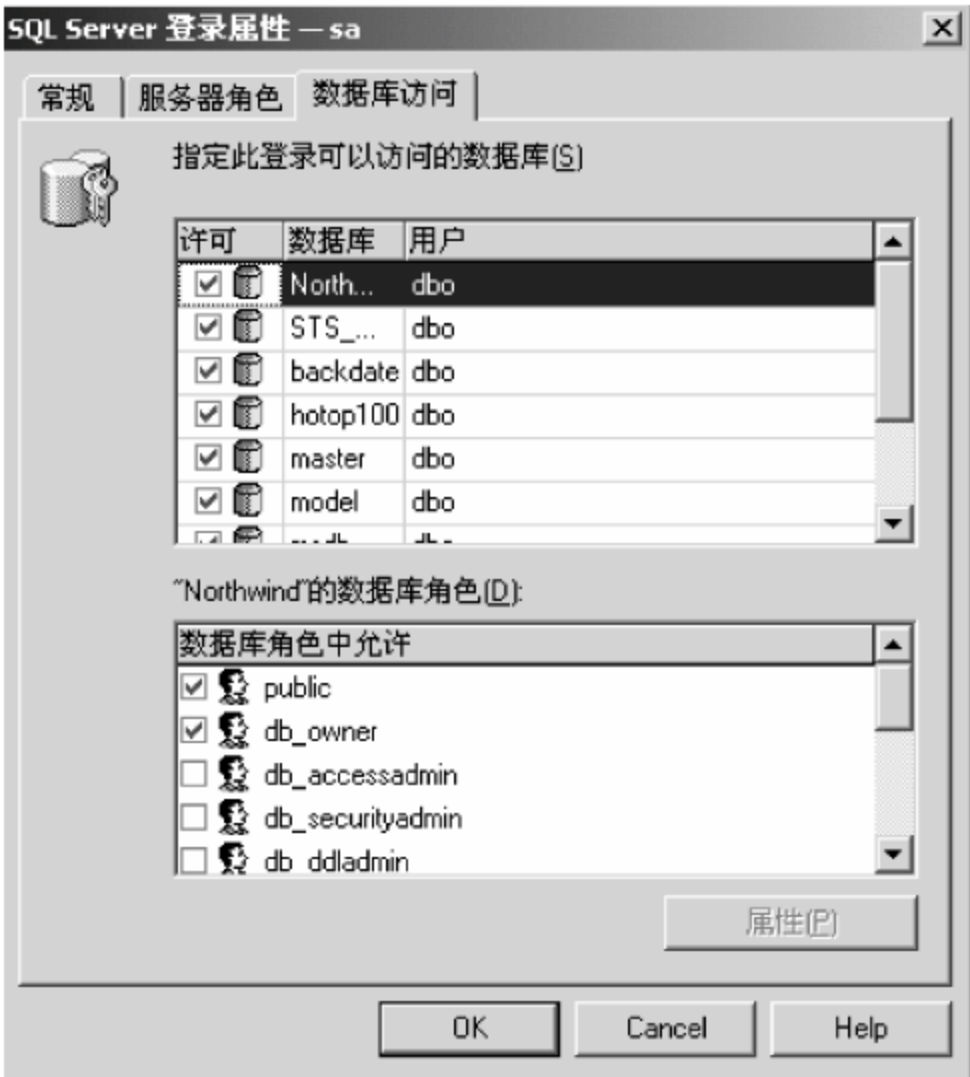 SQL Server 登录属性 — sa
常规 服务器角色 数据库访问
指定此登录可以访问的数据库(S)
许可 数据库 用户
North... dbo
STS_... dbo
backdate dbo
hotop100 dbo
master dbo
model dbo
"Northwind"的数据库角色(D):
数据库角色中允许
public
db_owner
db_accessadmin
db_securityadmin
db_ddladmin
属性(P)
OK Cancel Help